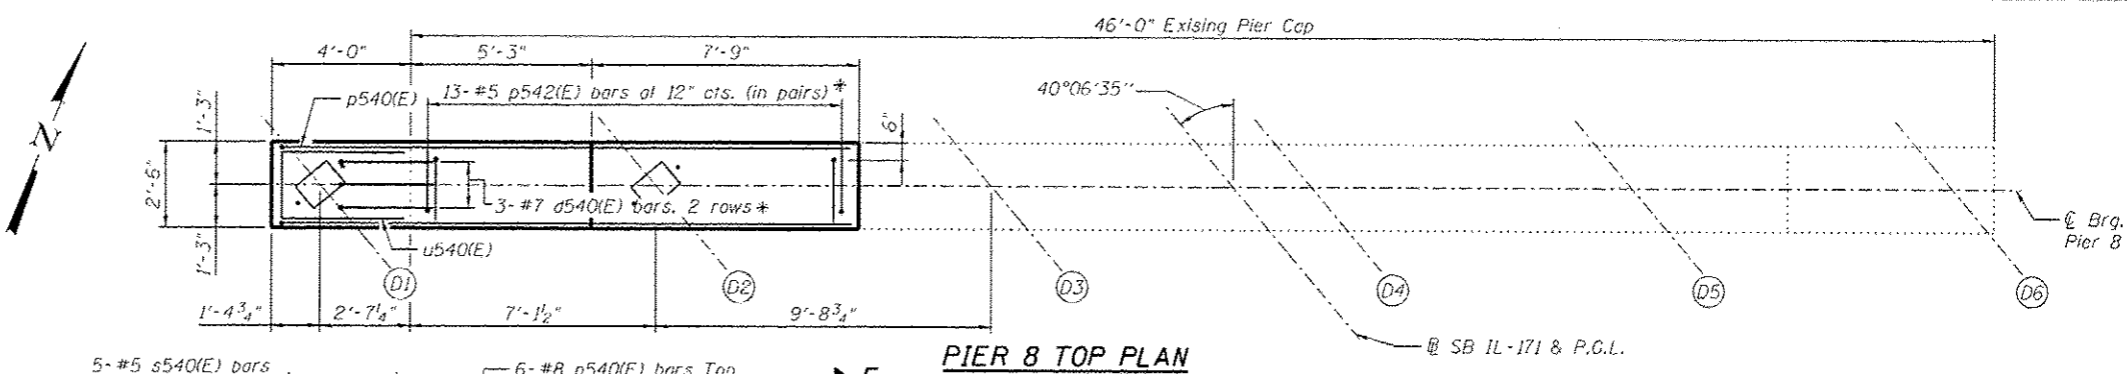 46'-0" Exising Pier Cap
4'-0"
5'-3"
7'-9"
p540(E)
13-#5 p542(E) bars at 12" cts. (in pairs)*
40°06'35"
6"
N
1'-3"
2'-5"
1'-3"
3-#7 d540(E) bars, 2 rows*
u540(E)
℄ Brg.
Pier 8
D1
D2
D3
D4
D5
D6
1'-4¾"
2'-7¼"
7'-1½"
9'-8¾"
SB IL-171 & P.G.L.
PIER 8 TOP PLAN
5-#5 s540(E) bars
6-#8 p540(E) bars Top